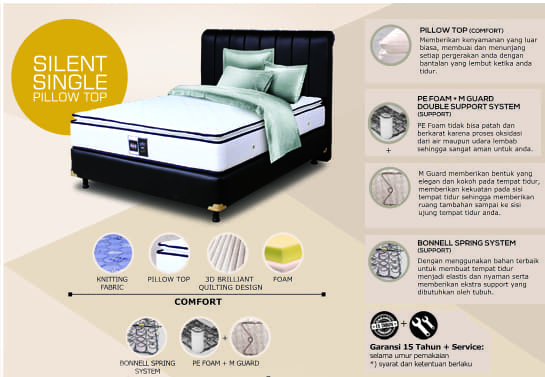 SILENT
SINGLE
PILLOW TOP
KNITTING
FABRIC
PILLOW TOP
3D BRILLIANT
QUILTING DESIGN
FOAM
COMFORT
BONNELL SPRING
SYSTEM
+
PE FOAM + M GUARD
PILLOW TOP (COMFORT)
Memberikan kenyamanan yang luar
biasa, membuai dan menunjang
setiap pergerakan anda dengan
bantalan yang lembut ketika anda
tidur.
PE FOAM + M GUARD
DOUBLE SUPPORT SYSTEM
(SUPPORT)
PE Foam tidak bisa patah dan
berkarat karena proses oksidasi
dari air maupun udara lembab
sehingga sangat aman untuk anda.
+
M Guard memberikan bentuk yang
elegan dan kokoh pada tempat tidur,
memberikan kekuatan pada sisi
tempat tidur sehingga memberikan
ruang tambahan sampai ke sisi
ujung tempat tidur anda.
BONNELL SPRING SYSTEM
(SUPPORT)
Dengan menggunakan bahan terbaik
untuk membuat tempat tidur
menjadi elastis dan nyaman serta
memberikan ekstra support yang
dibutuhkan oleh tubuh.
+
Garansi 15 Tahun + Service:
selama umur pemakaian
*) syarat dan ketentuan berlaku